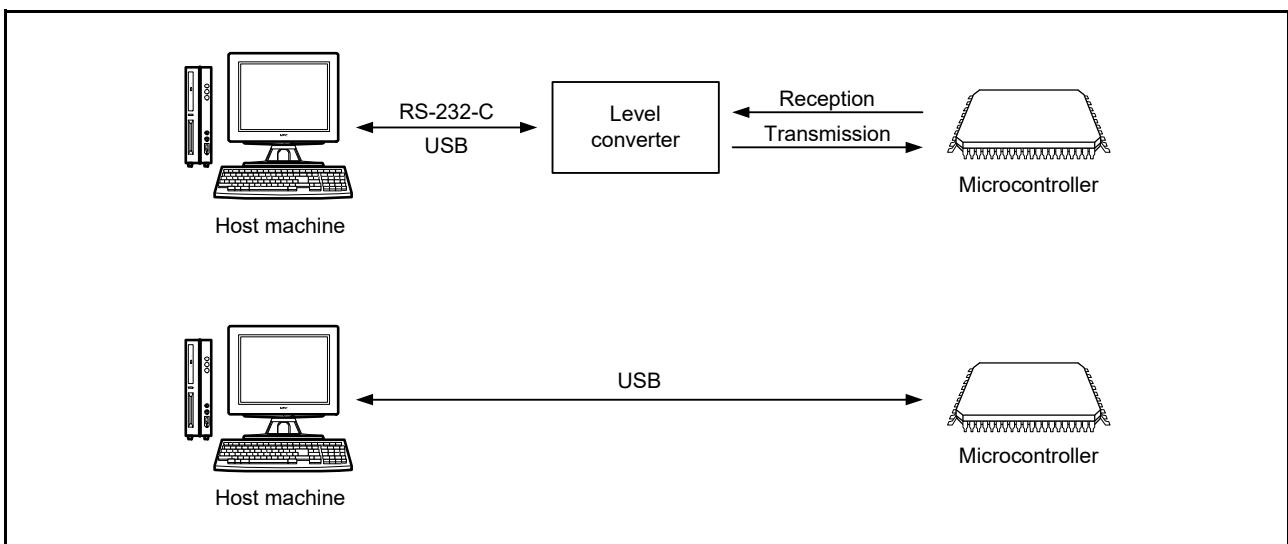 RS-232-C
USB
Level
converter
Reception
Transmission
Microcontroller
Host machine
USB
Microcontroller
Host machine